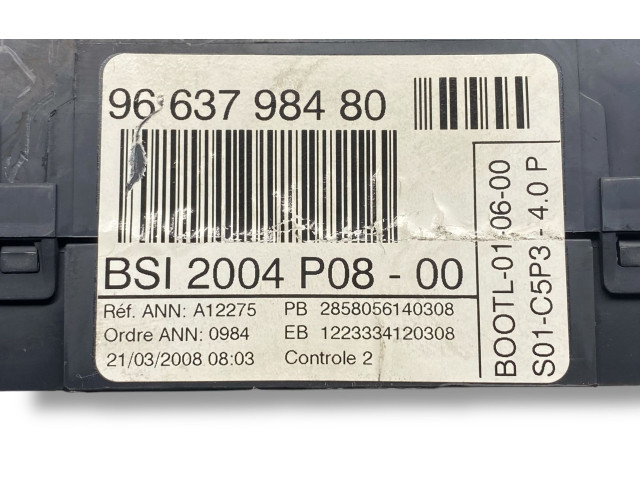 96 637 984 80
BSI 2004 P08 - 00
Réf. ANN: A12275 PB 2858056140308
Ordre ANN: 0984 EB 1223334120308
21/03/2008 08:03 Controle 2
BOOTL-01-06-00
S01-C5P3 - 4.0 P